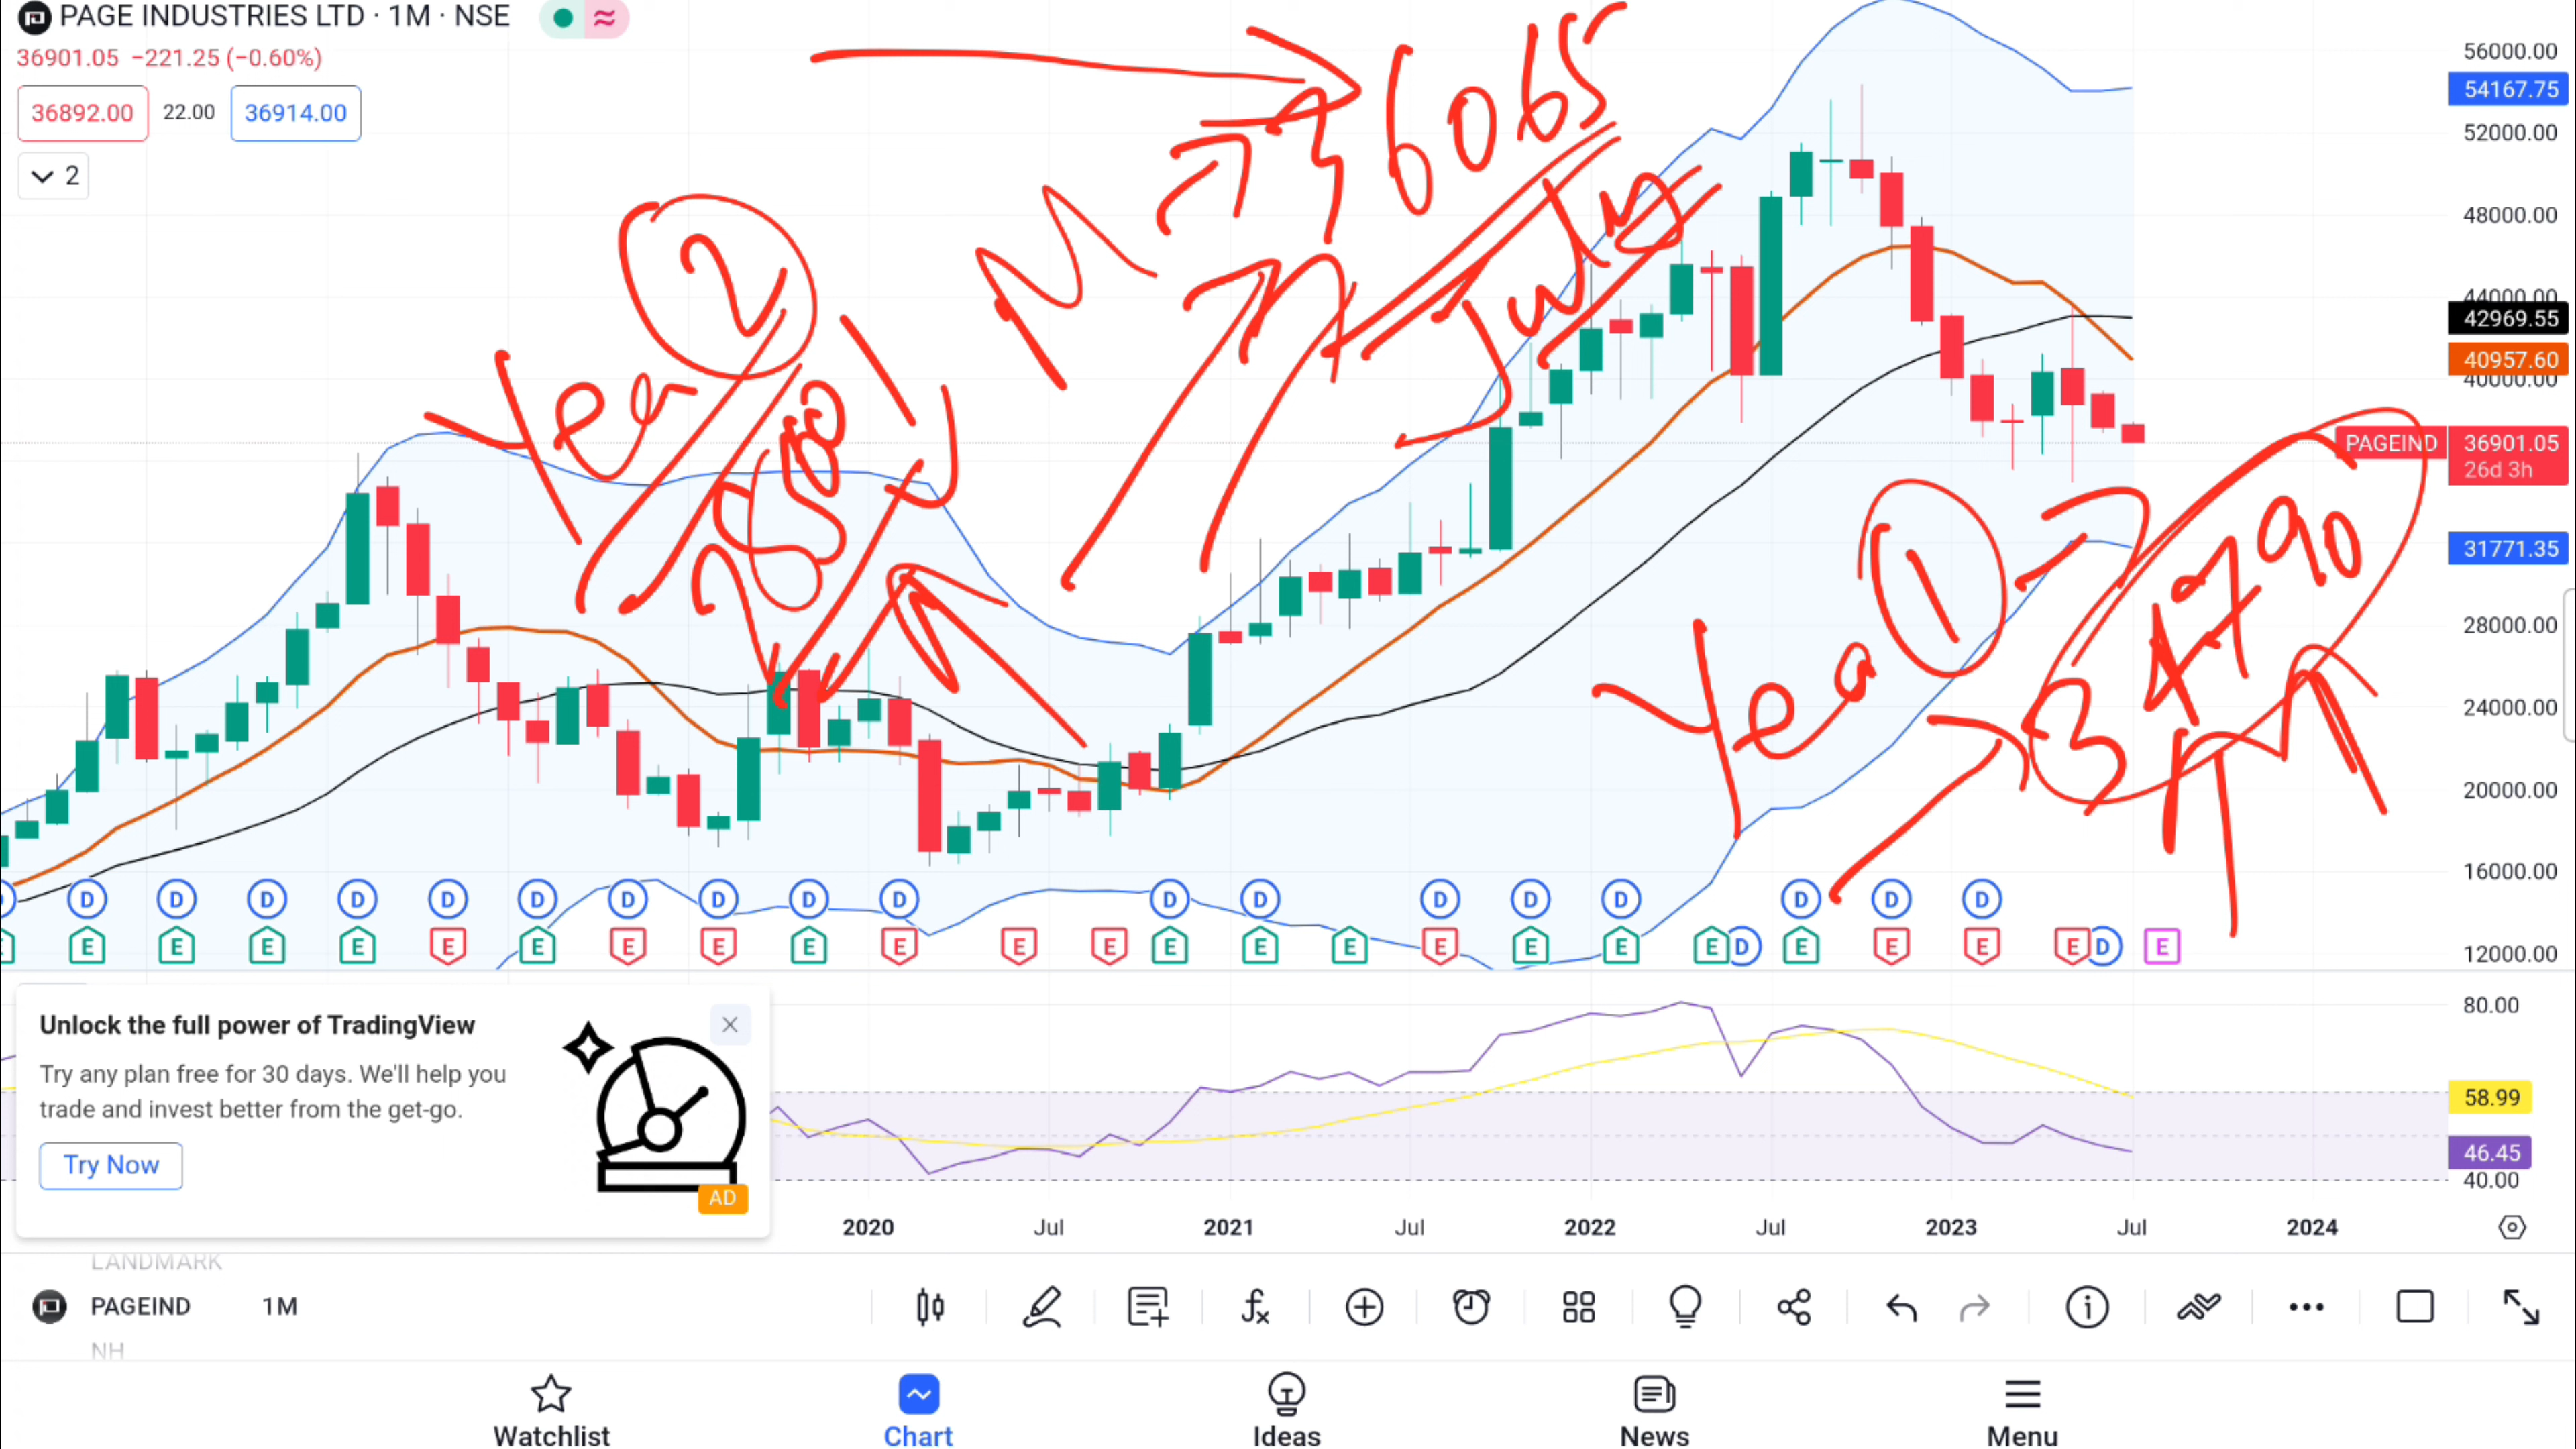 PAGE INDUSTRIES LTD · 1M · NSE
36901.05 −221.25 (−0.60%)
36892.00 22.00 36914.00
2
Year 2
M → 36065
July
Year 1 → 34790
56000.00
54167.75
52000.00
48000.00
44000.00
42969.55
40957.60
40000.00
PAGEIND 36901.05
26d 3h
31771.35
28000.00
24000.00
20000.00
16000.00
12000.00
D D D D D D D D D D D D D D D D D D
E E E E E E E E E E E E E E E E E E D E E E E D E
Unlock the full power of TradingView
Try any plan free for 30 days. We'll help you
trade and invest better from the get-go.
Try Now
AD
80.00
58.99
46.45
40.00
2020 Jul 2021 Jul 2022 Jul 2023 Jul 2024
LANDMARK
PAGEIND 1M
NH
Watchlist Chart Ideas News Menu